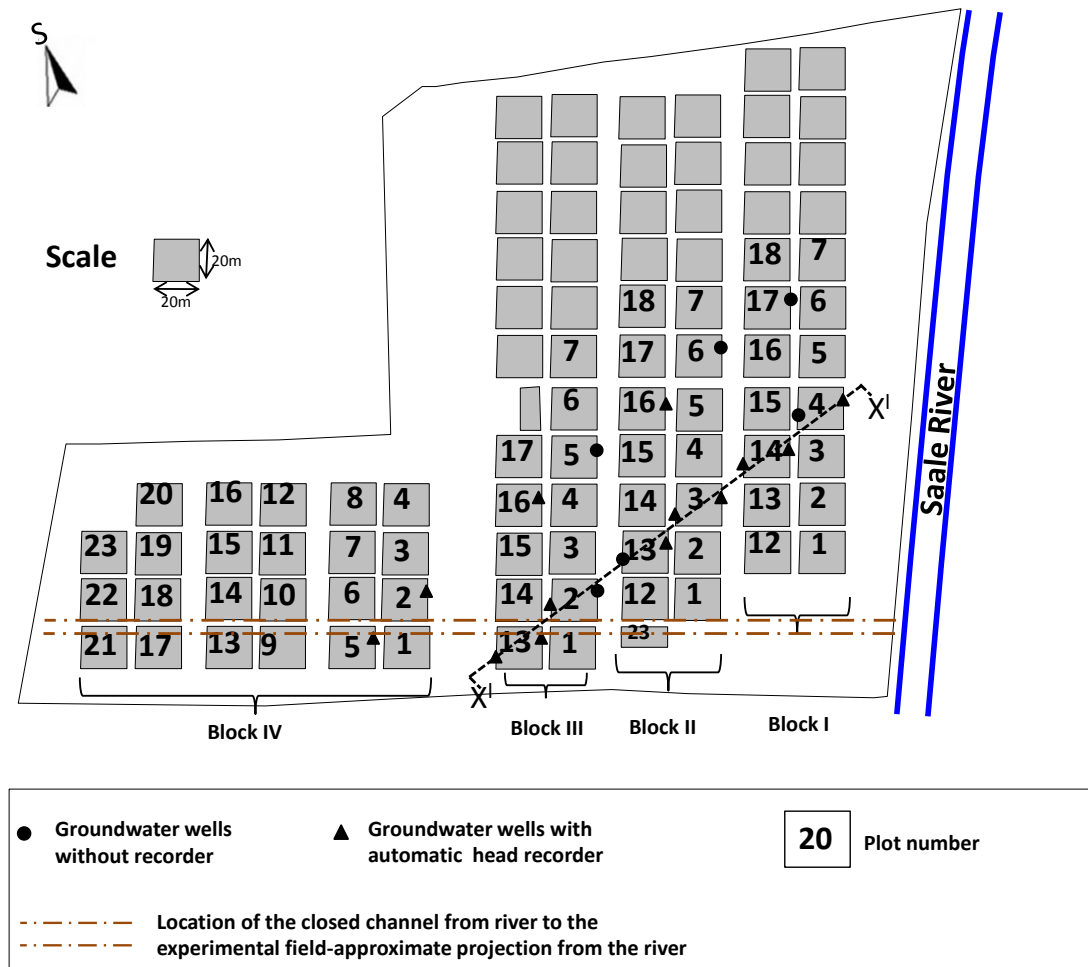 S
18 7
Scale
20m
20m
18 7 17 6
7 17 6 16 5
6 16 5 15 4
X|
17 5 15 4 14 3
20 16 12 8 4 16 4 14 3 13 2
23 19 15 11 7 3 15 3 13 2 12 1
22 18 14 10 6 2 14 2 12 1
21 17 13 9 5 1 13 1 23
X|
Saale River
Block IV
Block III
Block II
Block I
Groundwater wells
without recorder
Groundwater wells with
automatic head recorder
20
Plot number
Location of the closed channel from river to the
experimental field-approximate projection from the river